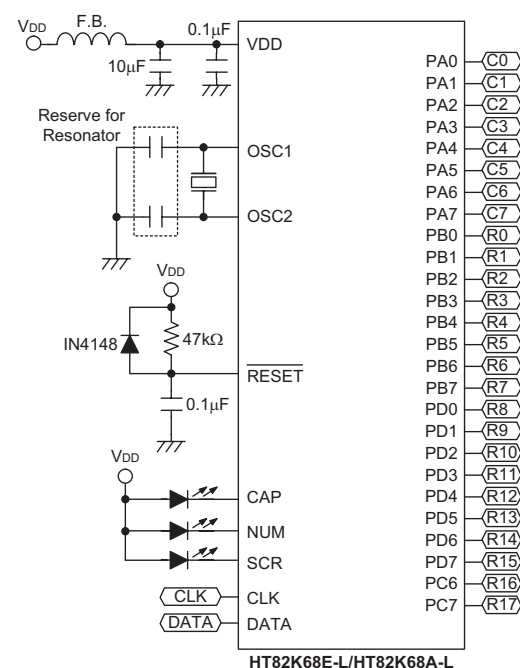 VDD
F.B.
0.1μF
10μF
VDD
Reserve for
Resonator
OSC1
OSC2
VDD
IN4148
47kΩ
RESET
0.1μF
VDD
CAP
NUM
SCR
CLK
CLK
DATA
DATA
PA0 C0
PA1 C1
PA2 C2
PA3 C3
PA4 C4
PA5 C5
PA6 C6
PA7 C7
PB0 R0
PB1 R1
PB2 R2
PB3 R3
PB4 R4
PB5 R5
PB6 R6
PB7 R7
PD0 R8
PD1 R9
PD2 R10
PD3 R11
PD4 R12
PD5 R13
PD6 R14
PD7 R15
PC6 R16
PC7 R17
HT82K68E-L/HT82K68A-L